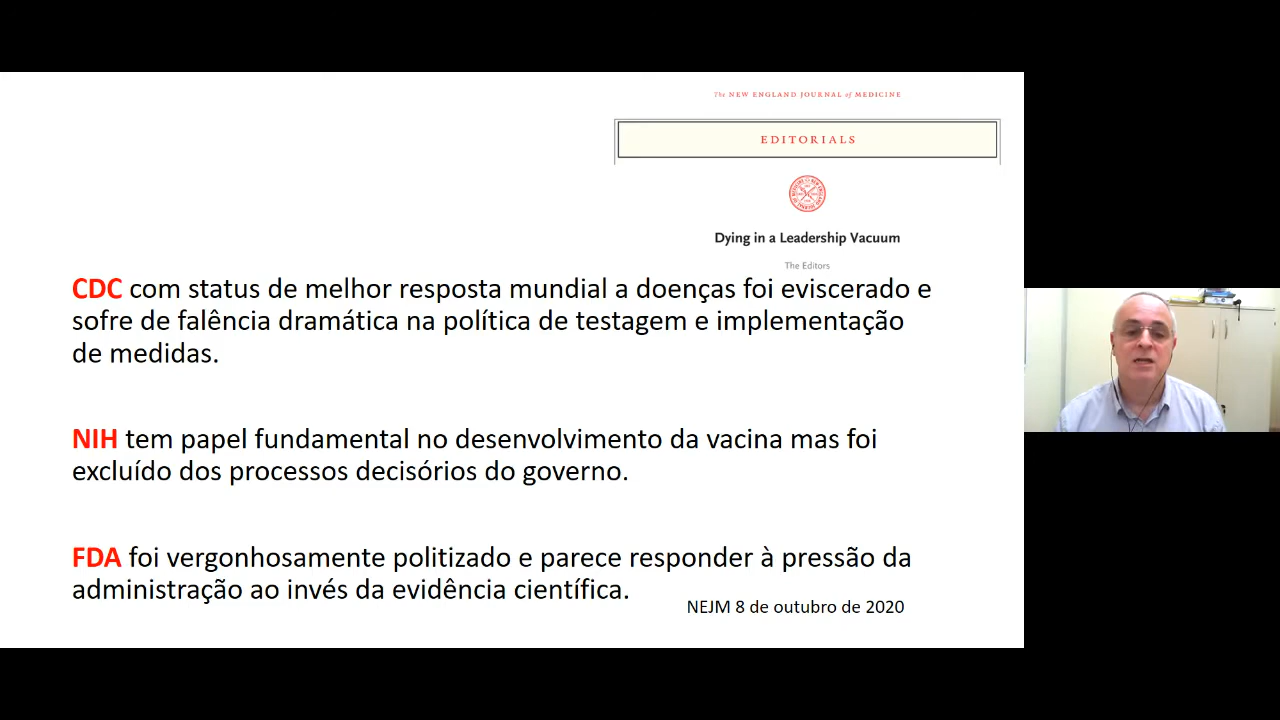 The NEW ENGLAND JOURNAL of MEDICINE
EDITORIALS
Dying in a Leadership Vacuum
The Editors
CDC com status de melhor resposta mundial a doenças foi eviscerado e
sofre de falência dramática na política de testagem e implementação
de medidas.
NIH tem papel fundamental no desenvolvimento da vacina mas foi
excluído dos processos decisórios do governo.
FDA foi vergonhosamente politizado e parece responder à pressão da
administração ao invés da evidência científica.
NEJM 8 de outubro de 2020